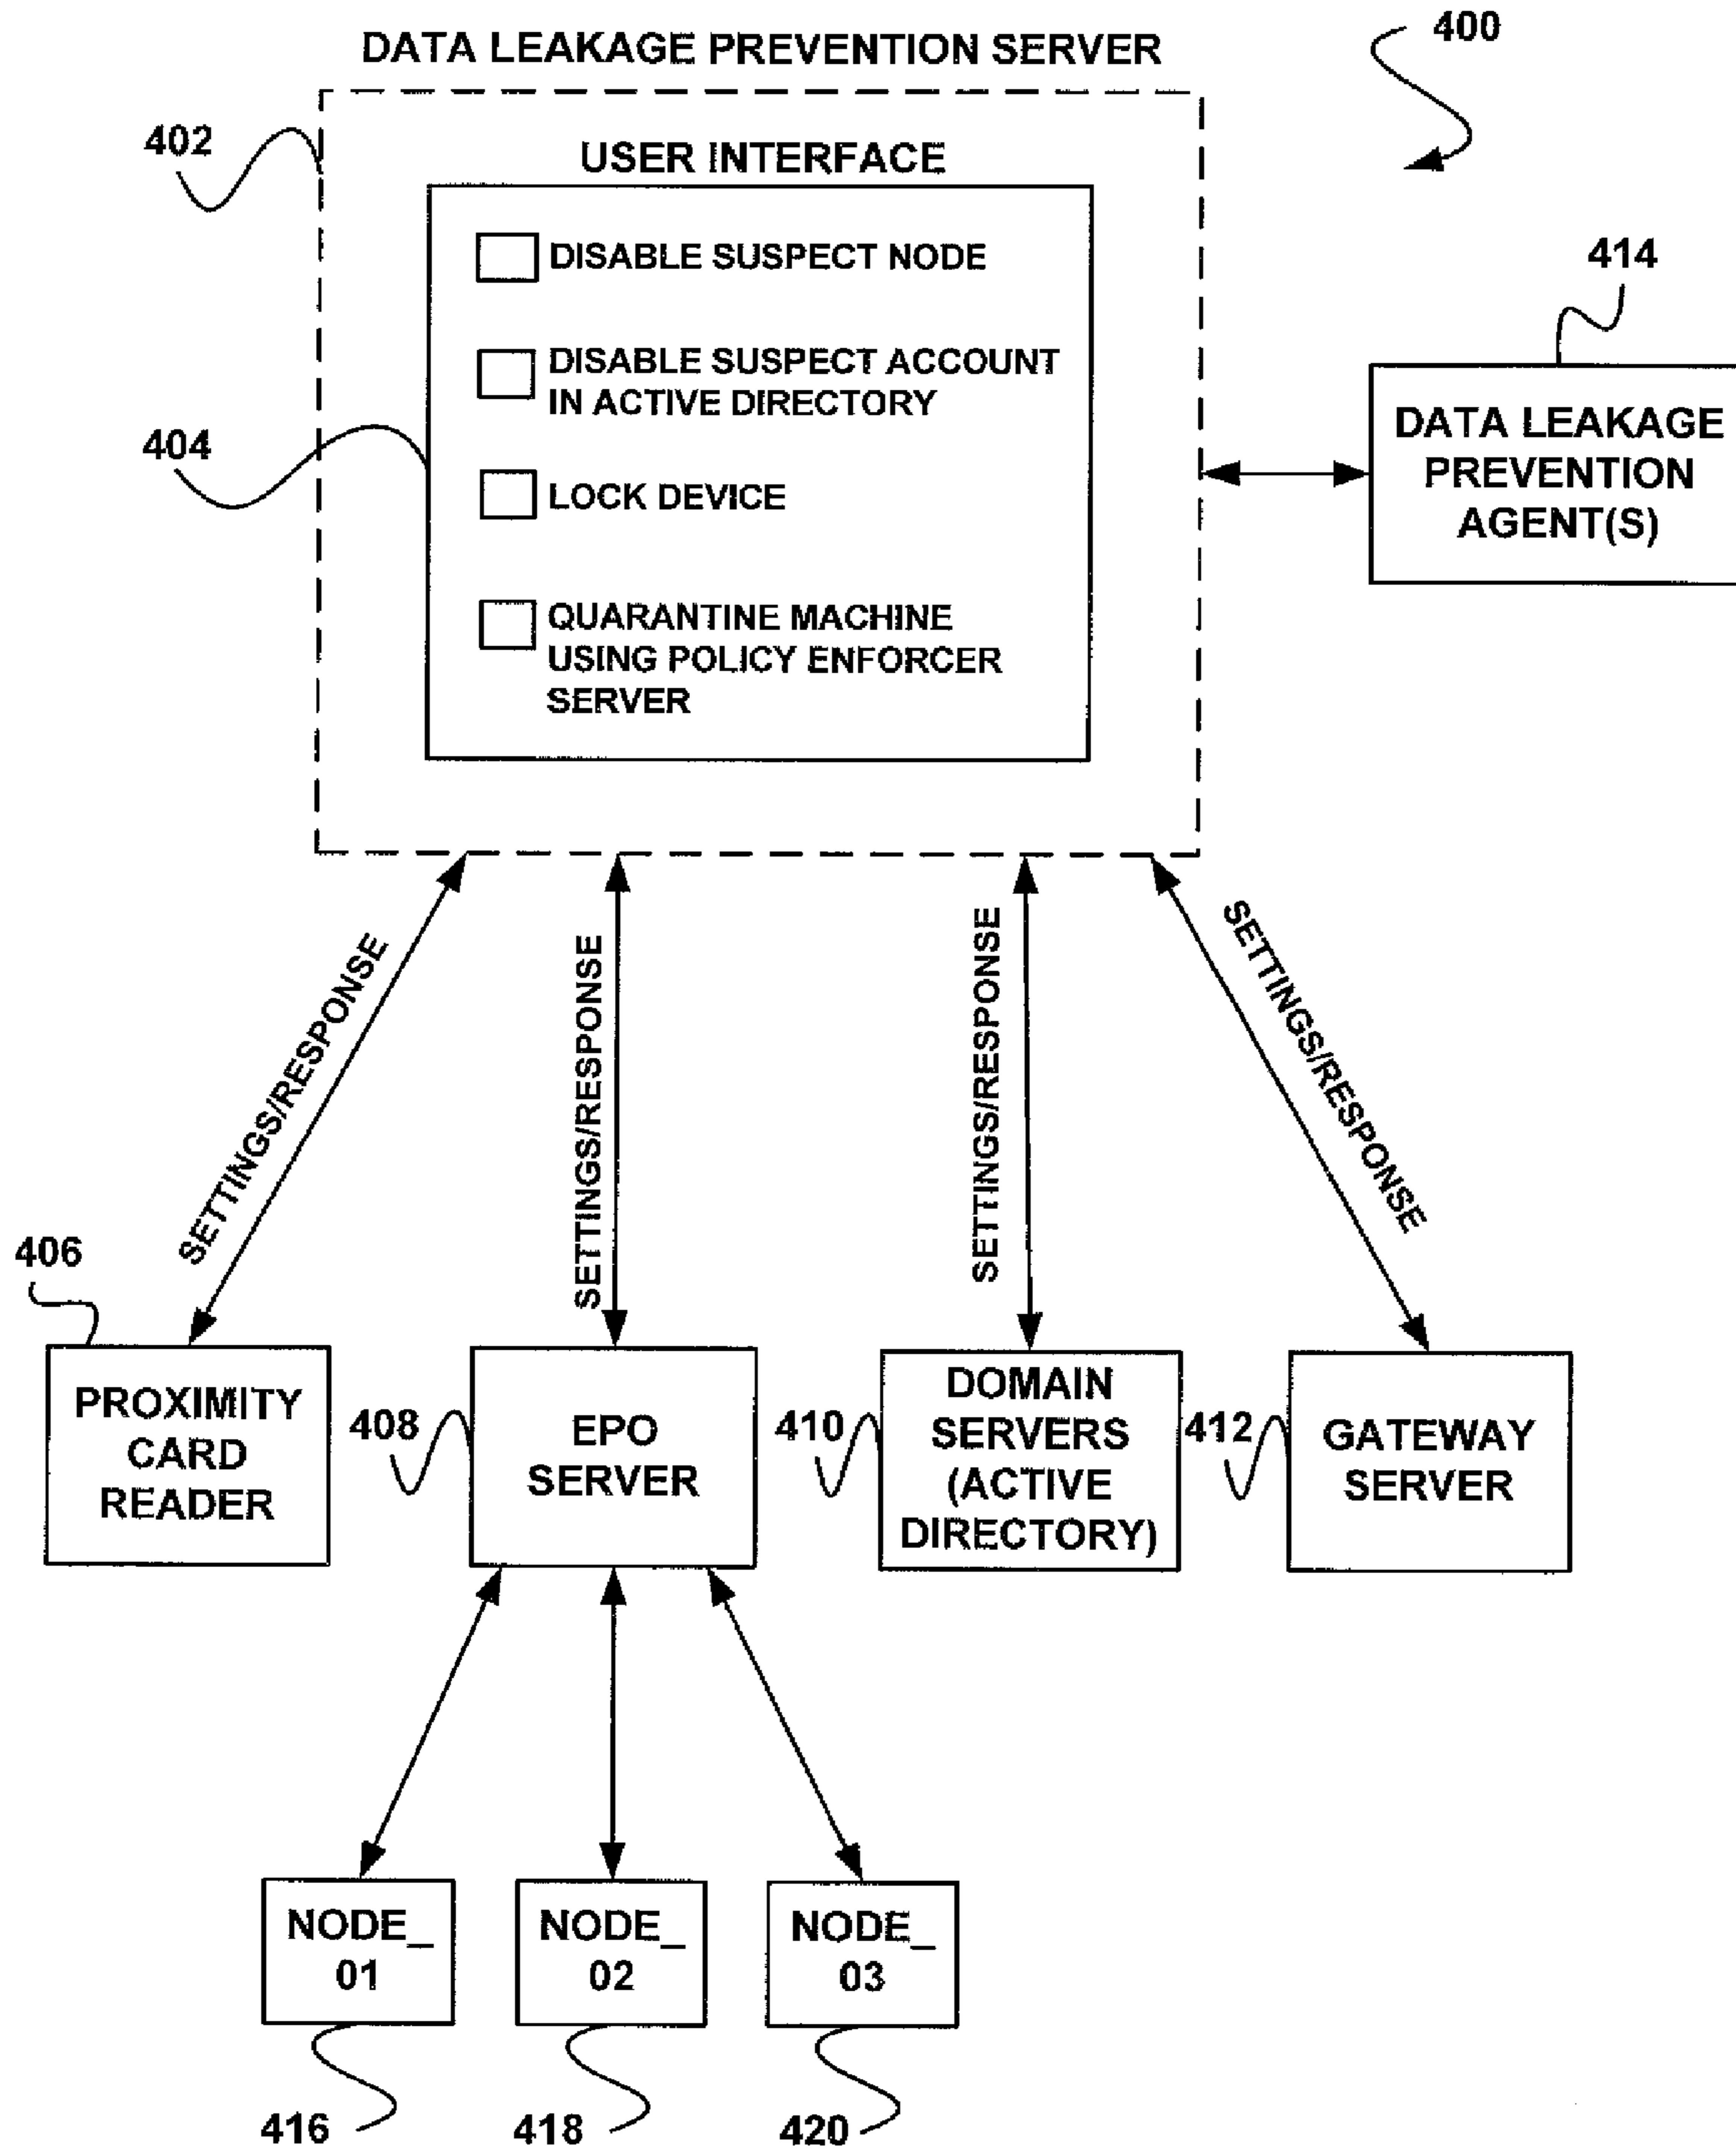 400
DATA LEAKAGE PREVENTION SERVER
402
USER INTERFACE
DISABLE SUSPECT NODE
DISABLE SUSPECT ACCOUNT
IN ACTIVE DIRECTORY
404
LOCK DEVICE
QUARANTINE MACHINE
USING POLICY ENFORCER
SERVER
414
DATA LEAKAGE
PREVENTION
AGENT(S)
SETTINGS/RESPONSE
SETTINGS/RESPONSE
SETTINGS/RESPONSE
SETTINGS/RESPONSE
406
PROXIMITY
CARD
READER
408
EPO
SERVER
410
DOMAIN
SERVERS
(ACTIVE
DIRECTORY)
412
GATEWAY
SERVER
NODE_
01
NODE_
02
NODE_
03
416
418
420